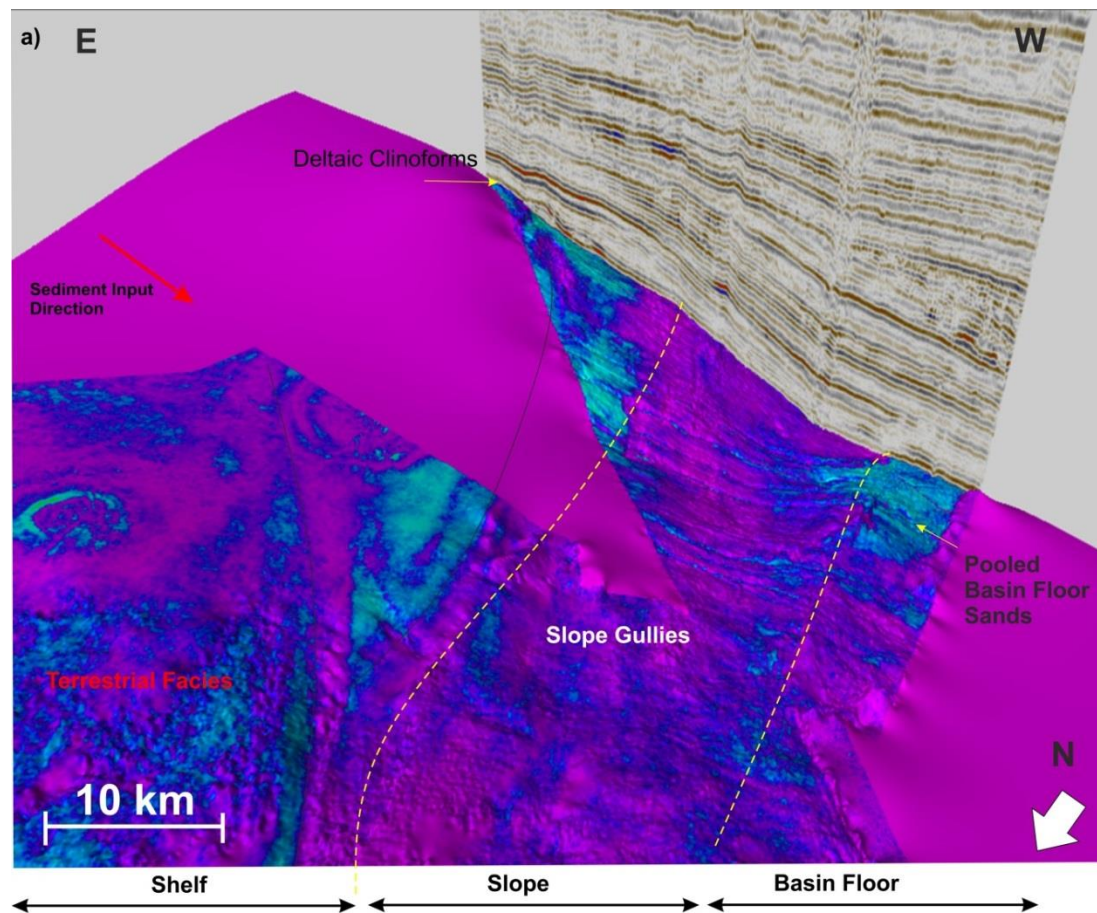 a)
E
W
Deltaic Clinoforms
Sediment Input
Direction
Pooled
Basin Floor
Sands
Slope Gullies
Terrestrial Facies
N
10 km
Shelf
Slope
Basin Floor